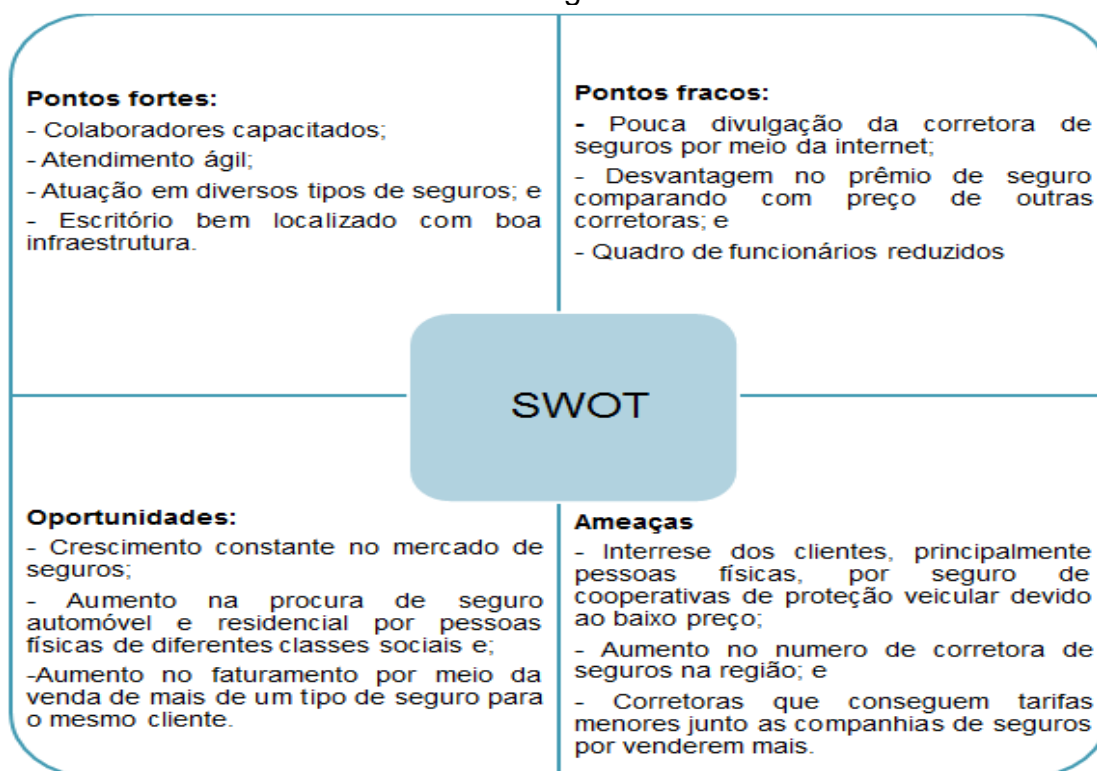 Pontos fortes:
- Colaboradores capacitados;
- Atendimento ágil;
- Atuação em diversos tipos de seguros; e
- Escritório bem localizado com boa
infraestrutura.
Pontos fracos:
- Pouca divulgação da corretora de
seguros por meio da internet;
- Desvantagem no prêmio de seguro
comparando com preço de outras
corretoras; e
- Quadro de funcionários reduzidos
SWOT
Oportunidades:
- Crescimento constante no mercado de
seguros;
- Aumento na procura de seguro
automóvel e residencial por pessoas
físicas de diferentes classes sociais e;
-Aumento no faturamento por meio da
venda de mais de um tipo de seguro para
o mesmo cliente.
Ameaças
- Interrese dos clientes, principalmente
pessoas físicas, por seguro de
cooperativas de proteção veicular devido
ao baixo preço;
- Aumento no numero de corretora de
seguros na região; e
- Corretoras que conseguem tarifas
menores junto as companhias de seguros
por venderem mais.